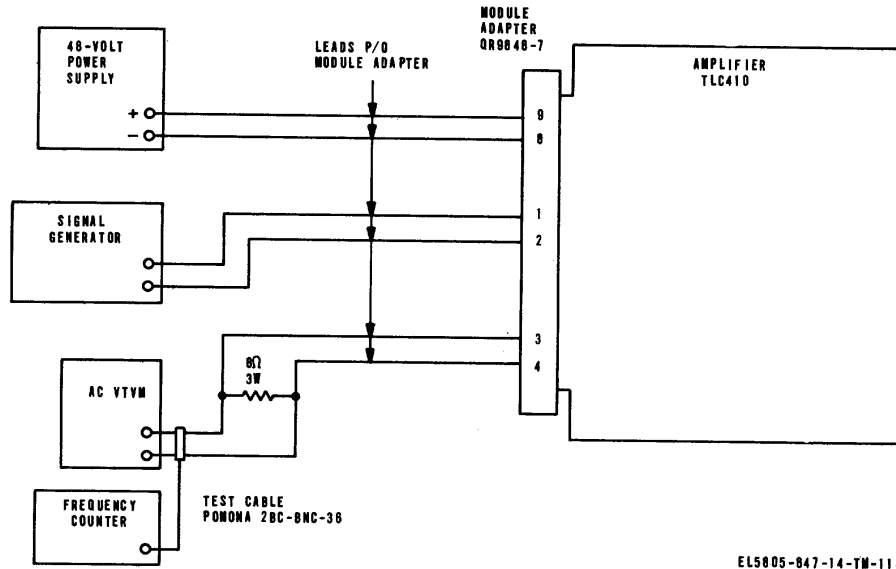 MODULE
ADAPTER
QR9848-7
48-VOLT
POWER
SUPPLY
LEADS P/O
MODULE ADAPTER
AMPLIFIER
TLC410
+
−
9
8
SIGNAL
GENERATOR
1
2
3
4
8Ω
3W
AC VTVM
FREQUENCY
COUNTER
TEST CABLE
POMONA 2BC-BNC-36
EL5805-847-14-TM-11